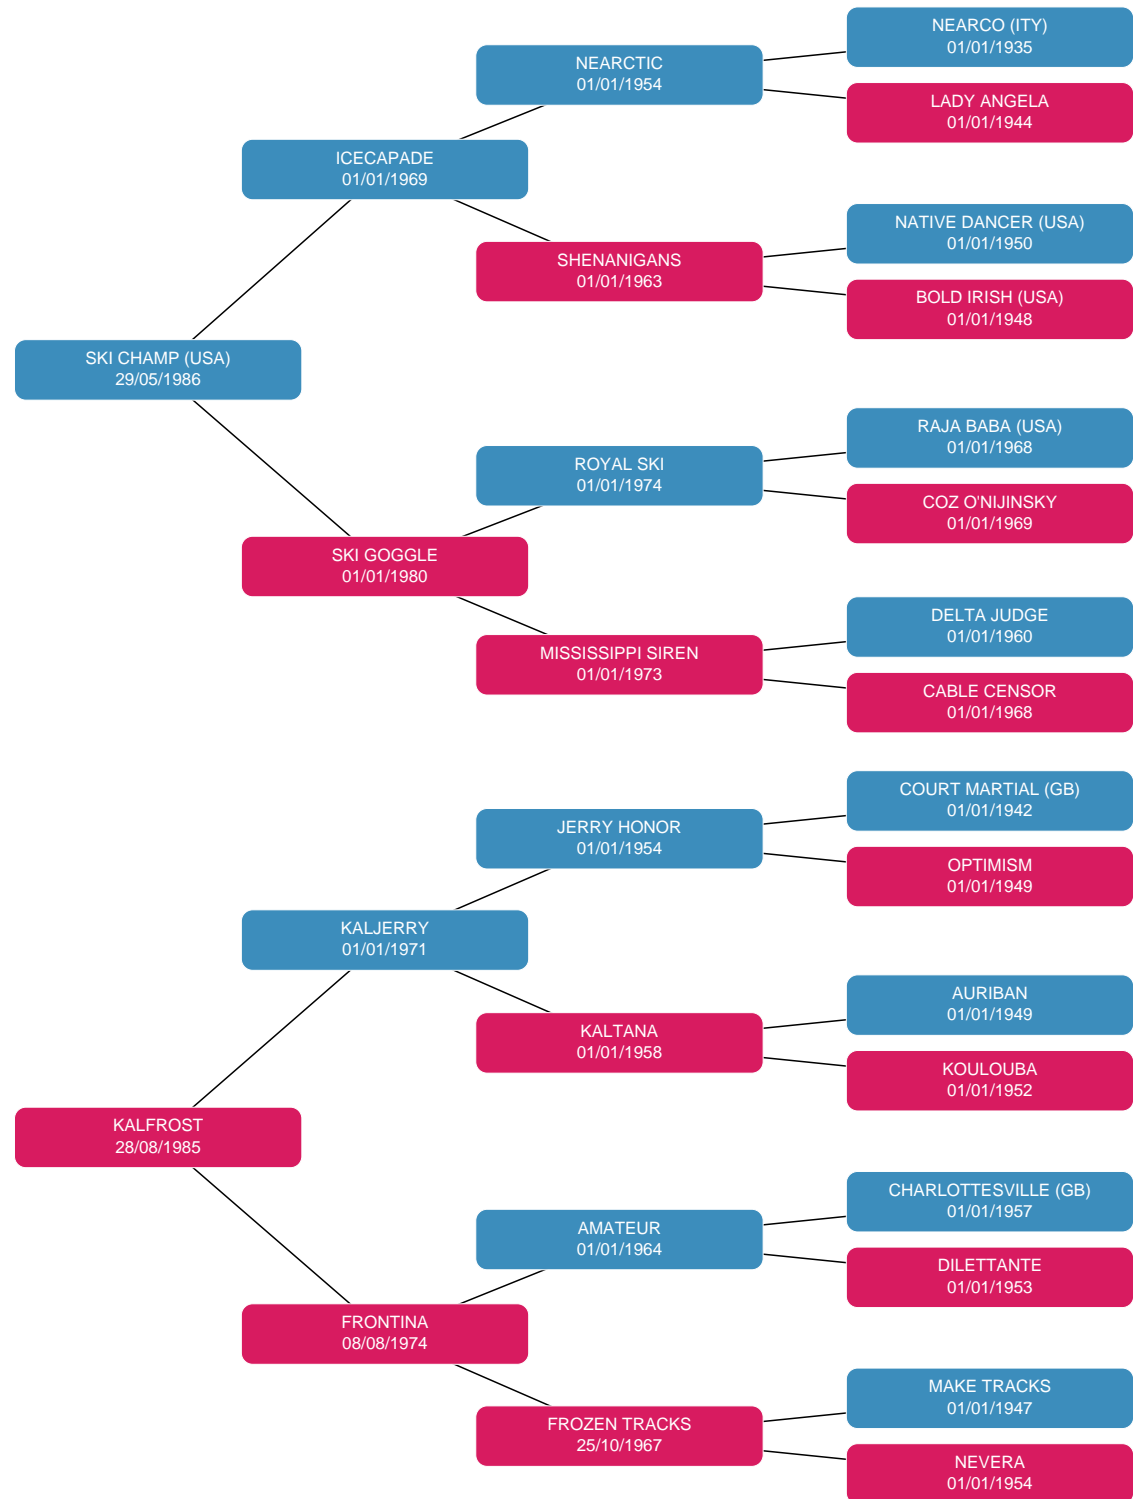 NEARCO (ITY)
01/01/1935
NEARCTIC
01/01/1954
LADY ANGELA
01/01/1944
ICECAPADE
01/01/1969
NATIVE DANCER (USA)
01/01/1950
SHENANIGANS
01/01/1963
BOLD IRISH (USA)
01/01/1948
SKI CHAMP (USA)
29/05/1986
RAJA BABA (USA)
01/01/1968
ROYAL SKI
01/01/1974
COZ O'NIJINSKY
01/01/1969
SKI GOGGLE
01/01/1980
DELTA JUDGE
01/01/1960
MISSISSIPPI SIREN
01/01/1973
CABLE CENSOR
01/01/1968
COURT MARTIAL (GB)
01/01/1942
JERRY HONOR
01/01/1954
OPTIMISM
01/01/1949
KALJERRY
01/01/1971
AURIBAN
01/01/1949
KALTANA
01/01/1958
KOULOUBA
01/01/1952
KALFROST
28/08/1985
CHARLOTTESVILLE (GB)
01/01/1957
AMATEUR
01/01/1964
DILETTANTE
01/01/1953
FRONTINA
08/08/1974
MAKE TRACKS
01/01/1947
FROZEN TRACKS
25/10/1967
NEVERA
01/01/1954